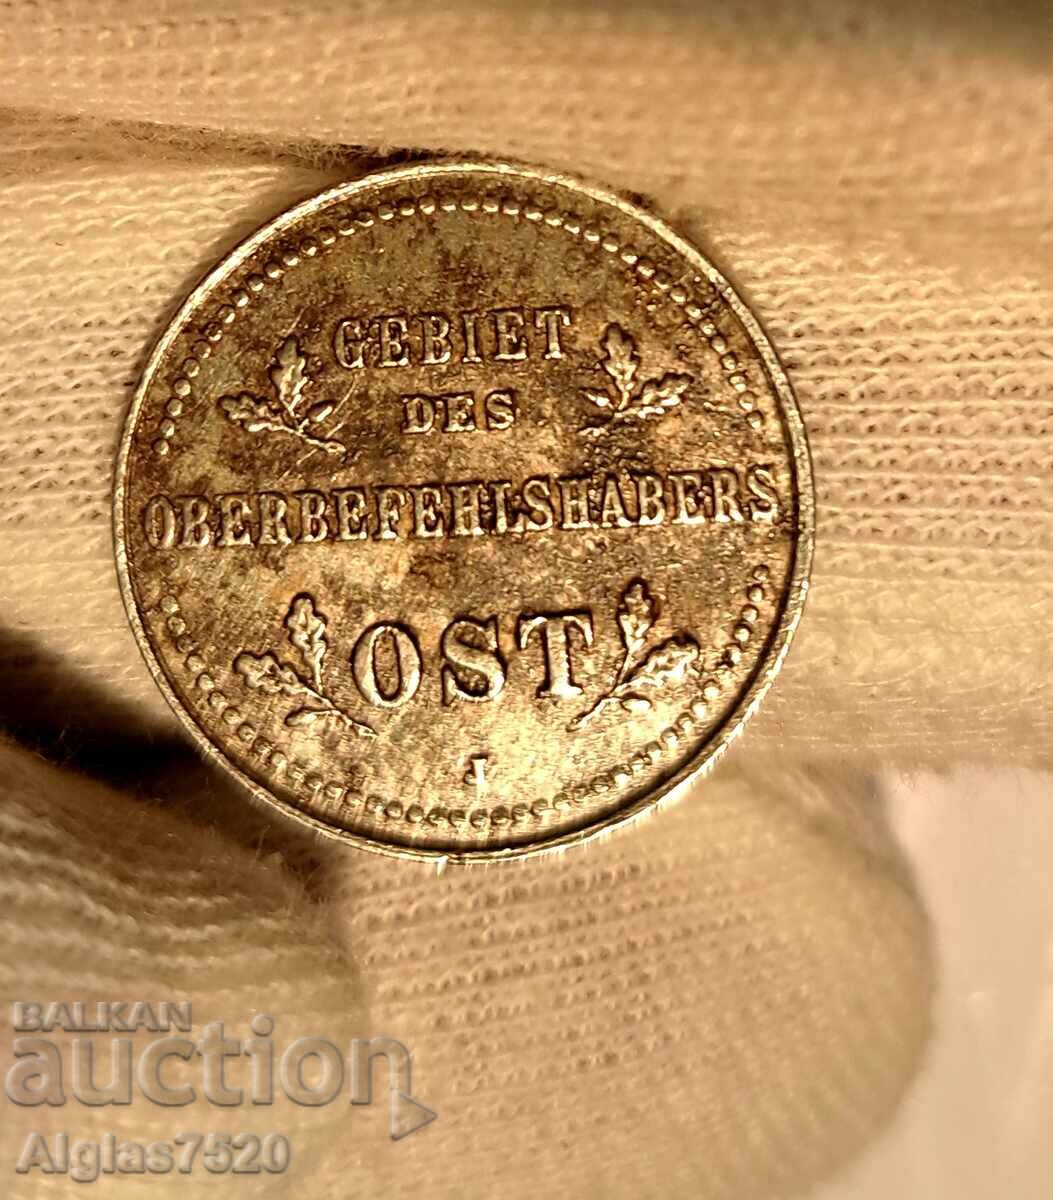 GEBIET
DES
OBERBEFEHLSHABERS
OST
J
BALKAN
auction
Alglas7520